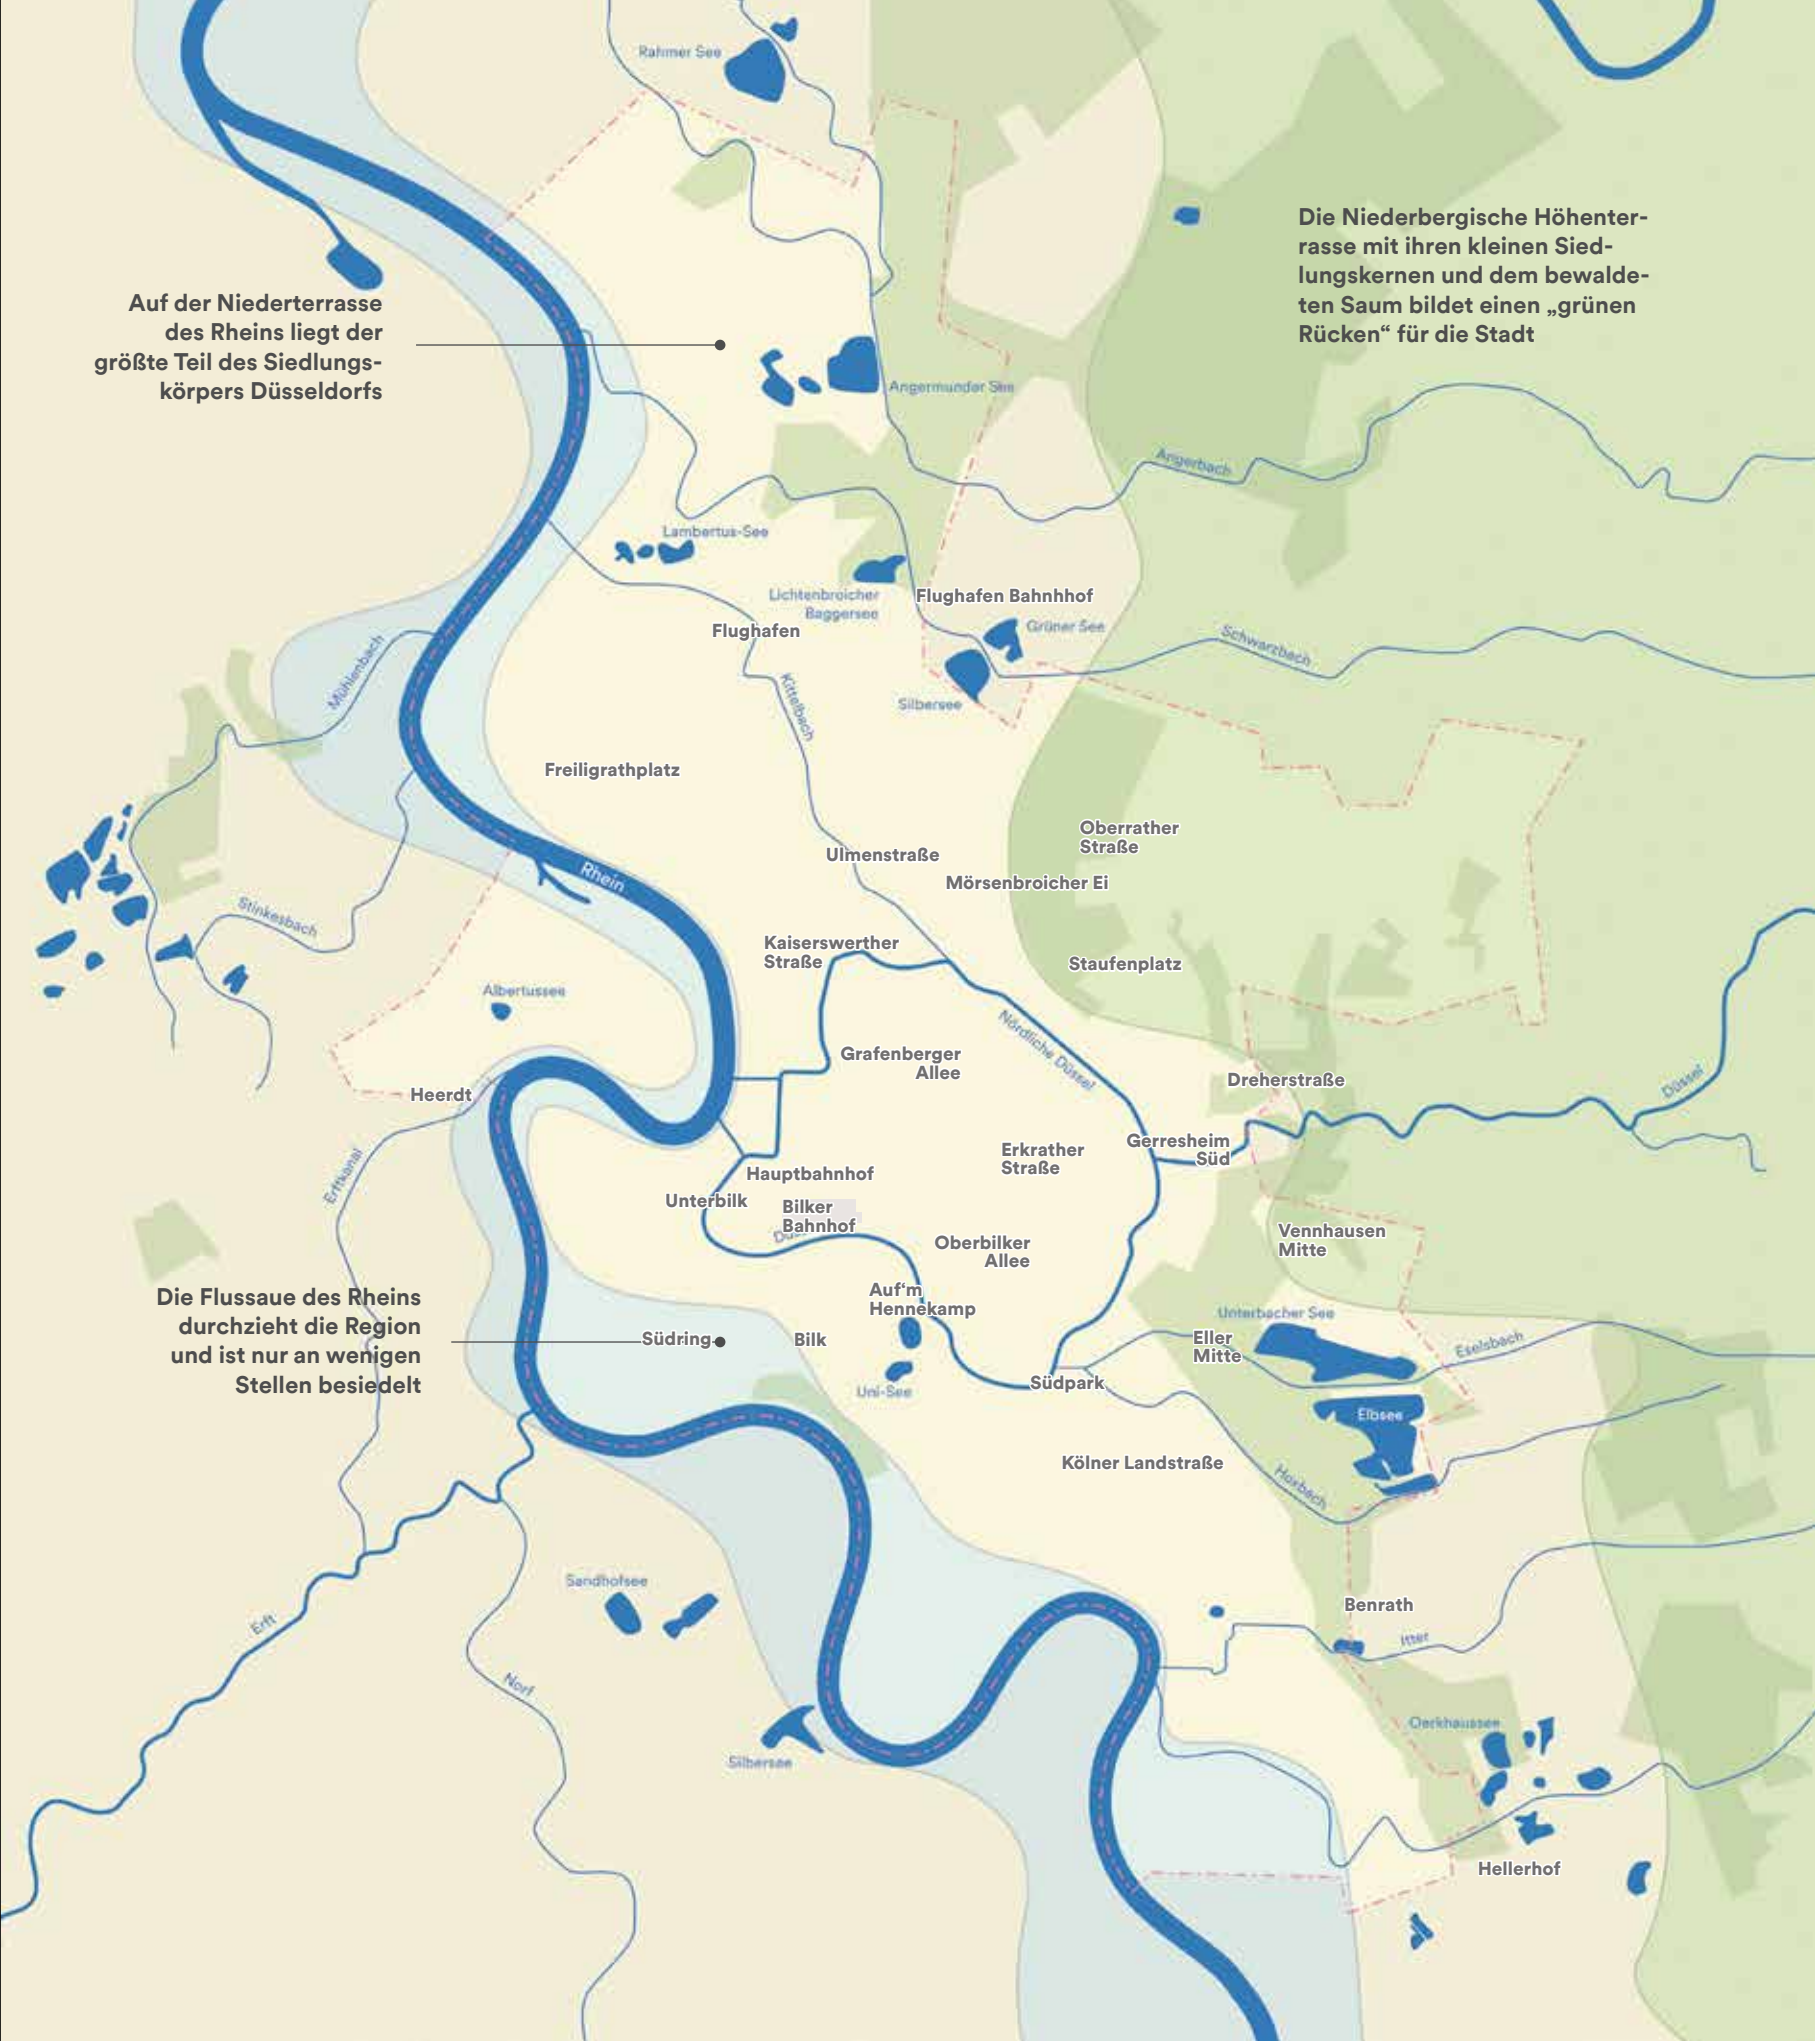 Rahmer See
Die Niederbergische Höhenter-
rasse mit ihren kleinen Sied-
lungskernen und dem bewalde-
ten Saum bildet einen „grünen
Rücken“ für die Stadt
Auf der Niederterrasse
des Rheins liegt der
größte Teil des Siedlungs-
körpers Düsseldorfs
Angermunder See
Angerbach
Lambertus-See
Lichtenbroicher
Baggersee
Flughafen Bahnhhof
Grüner See
Flughafen
Schwarzbach
Mühlenbach
Kittelbach
Silbersee
Freiligrathplatz
Oberrather
Straße
Ulmenstraße
Rhein
Mörsenbroicher Ei
Stinkesbach
Kaiserswerther
Straße
Staufenplatz
Albertussee
Nördliche Düssel
Grafenberger
Allee
Dreherstraße
Düssel
Heerdt
Erkrather
Straße
Gerresheim
Süd
Erftkanal
Hauptbahnhof
Unterbilk
Bilker
Bahnhof
Vennhausen
Mitte
Oberbilker
Allee
Auf‘m
Hennekamp
Die Flussaue des Rheins
durchzieht die Region
und ist nur an wenigen
Stellen besiedelt
Unterbacher See
Südring
Bilk
Eller
Mitte
Eselsbach
Uni-See
Südpark
Elbsee
Kölner Landstraße
Hoxbach
Sandhofsee
Benrath
Erft
Itter
Norf
Oerkhaussee
Silbersee
Hellerhof